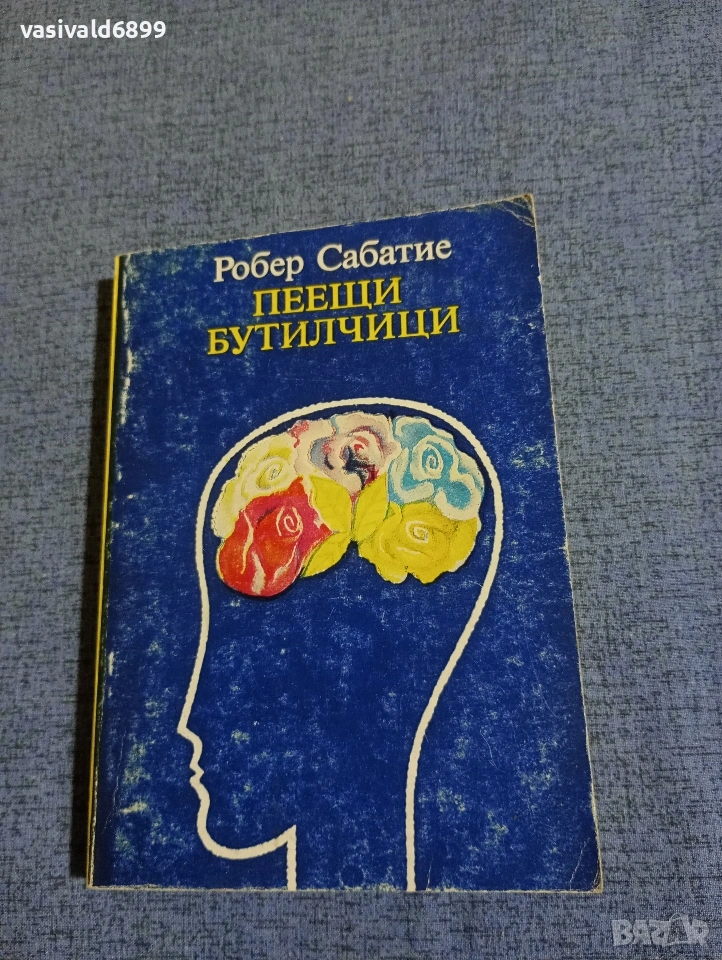 vasivald6899
Робер Сабатие
ПЕЕЩИ
БУТИЛЧИЦИ
BAZAR